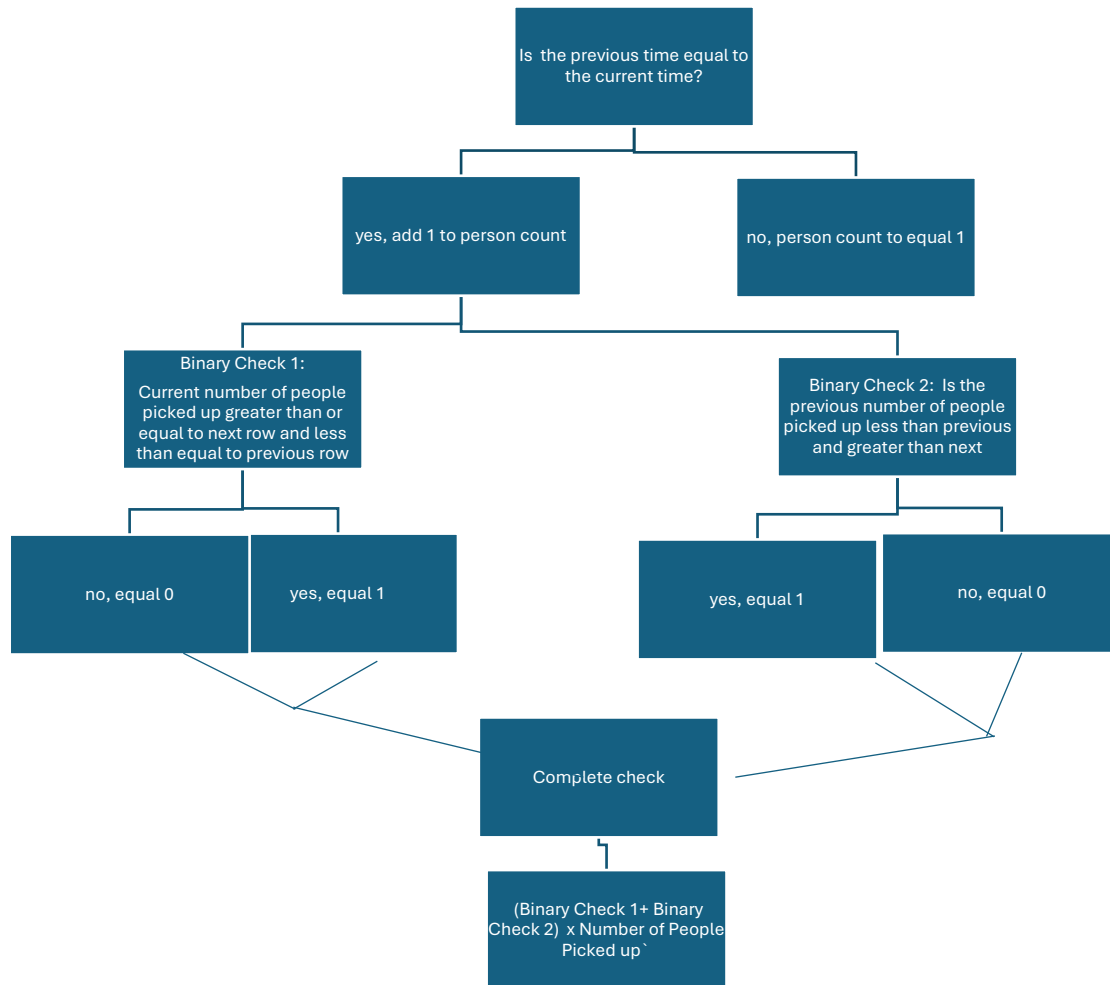 Is the previous time equal to
the current time?
yes, add 1 to person count
no, person count to equal 1
Binary Check 1:
Current number of people
picked up greater than or
equal to next row and less
than equal to previous row
Binary Check 2: Is the
previous number of people
picked up less than previous
and greater than next
no, equal 0
yes, equal 1
yes, equal 1
no, equal 0
Complete check
(Binary Check 1+ Binary
Check 2) x Number of People
Picked up`